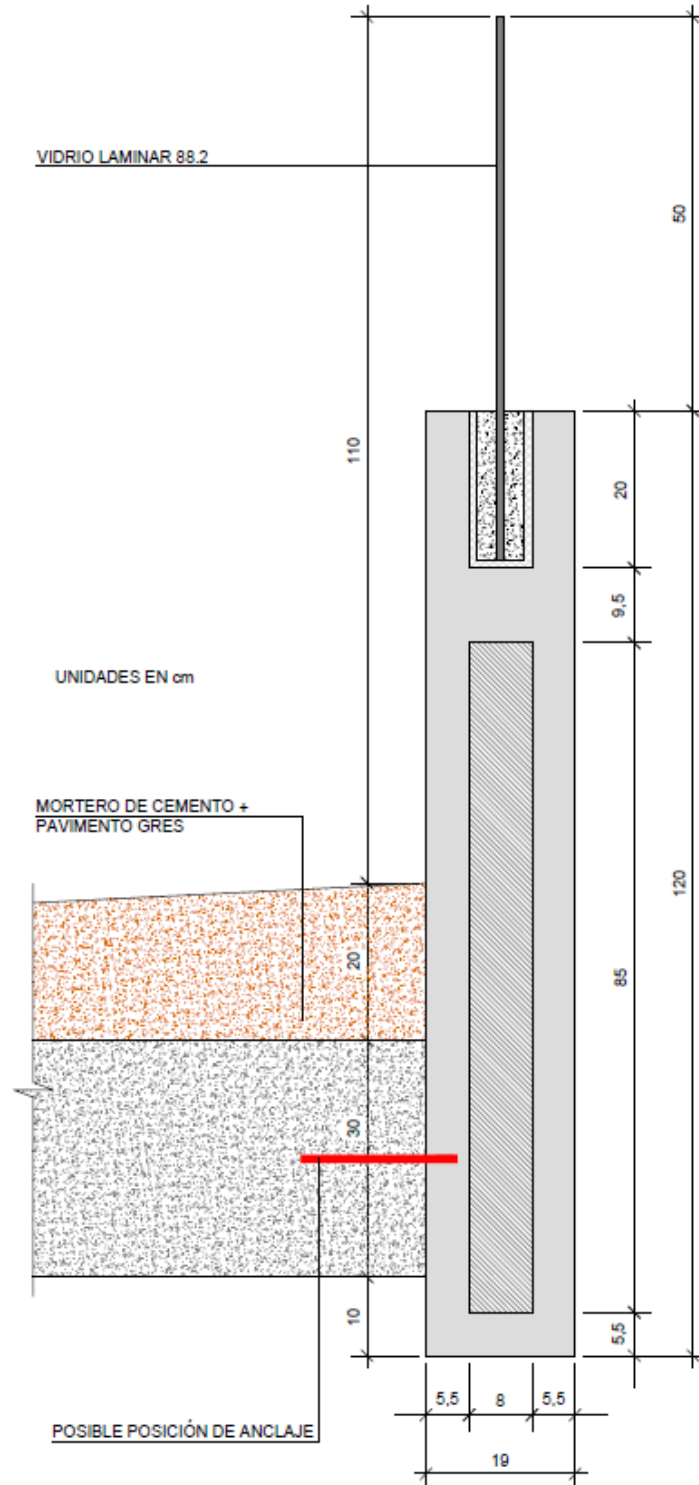 VIDRIO LAMINAR 88.2
50
110
20
9,5
UNIDADES EN cm
MORTERO DE CEMENTO +
PAVIMENTO GRES
120
20
85
30
10
5,5
5,5
8
5,5
POSIBLE POSICIÓN DE ANCLAJE
19